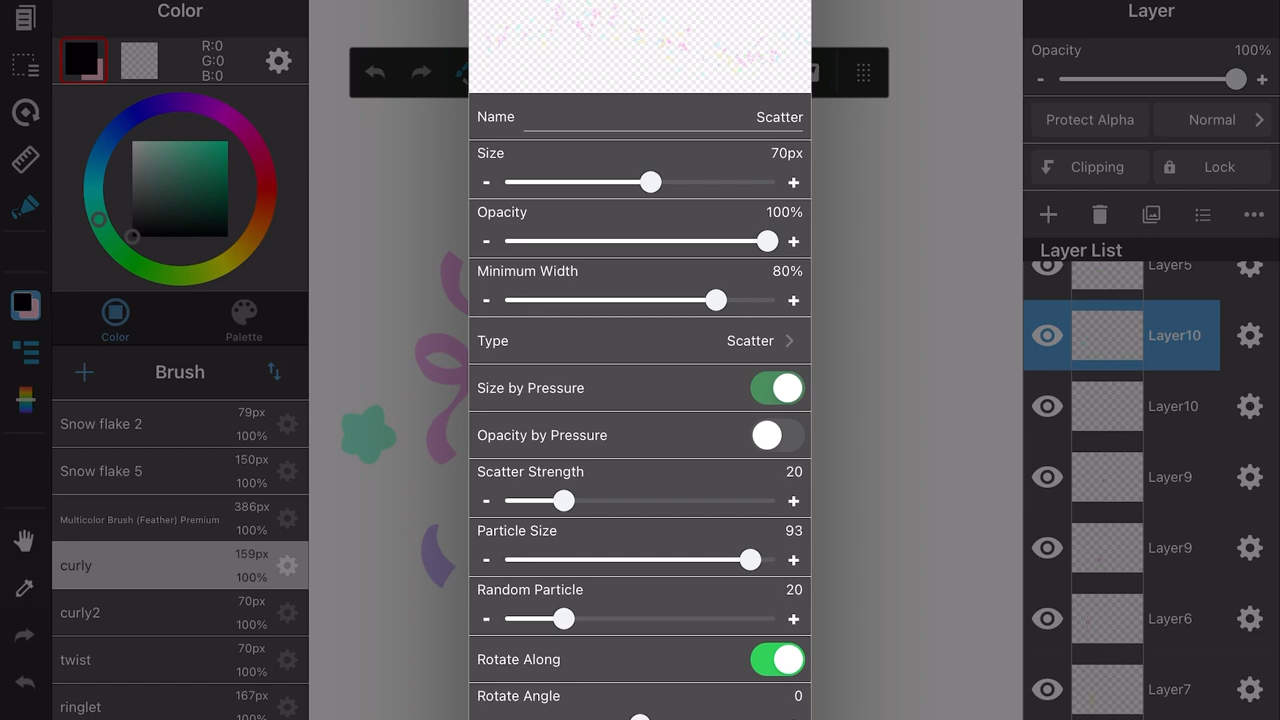 Color
R:0
G:0
B:0
Color
Palette
Brush
Snow flake 2
79px
100%
Snow flake 5
150px
100%
Multicolor Brush (Feather) Premium
386px
100%
curly
159px
100%
curly2
70px
100%
twist
70px
100%
ringlet
167px
100%
Name
Scatter
Size
70px
Opacity
100%
Minimum Width
80%
Type
Scatter
Size by Pressure
Opacity by Pressure
Scatter Strength
20
Particle Size
93
Random Particle
20
Rotate Along
Rotate Angle
0
Layer
Opacity
100%
Protect Alpha
Normal
Clipping
Lock
Layer List
Layer5
Layer10
Layer10
Layer9
Layer9
Layer6
Layer7